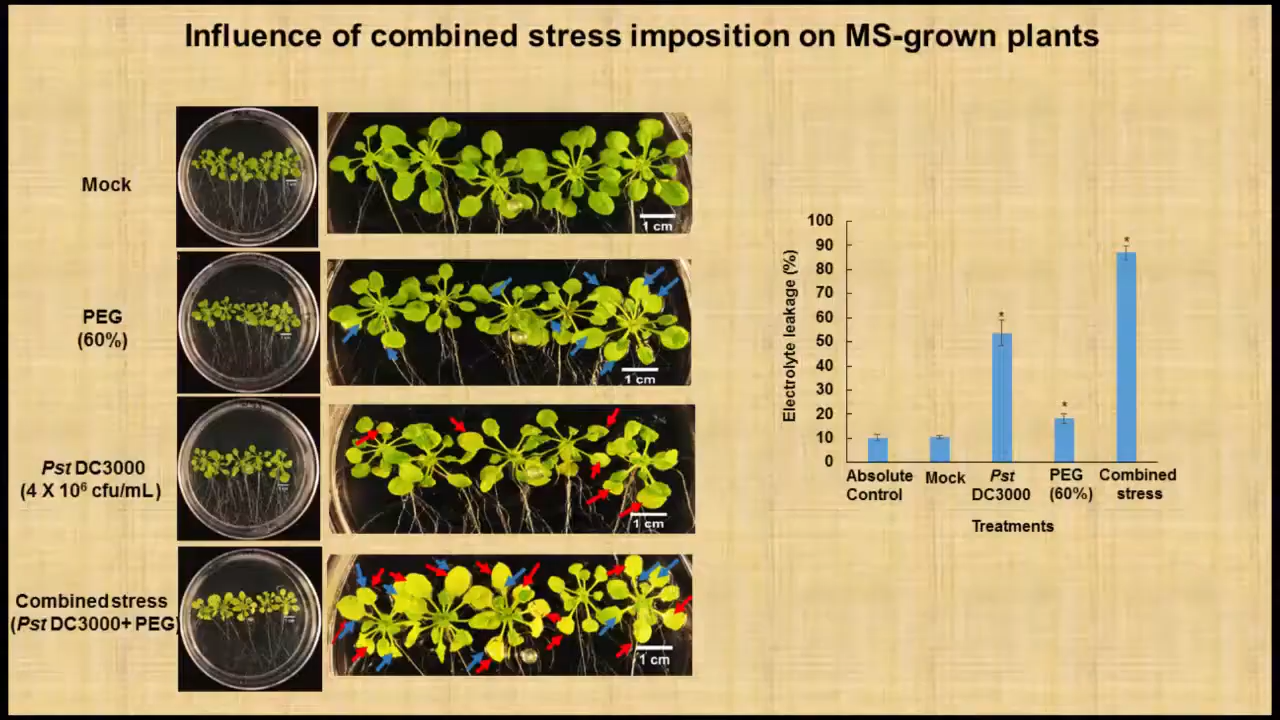 Influence of combined stress imposition on MS-grown plants
Mock
1 cm
PEG
(60%)
1 cm
Pst DC3000
(4 X 10⁶ cfu/mL)
1 cm
Combined stress
(Pst DC3000+ PEG)
1 cm
Electrolyte leakage (%)
100
90
80
70
60
50
40
30
20
10
0
*
*
*
Absolute
Control
Mock
Pst
DC3000
PEG
(60%)
Combined
stress
Treatments